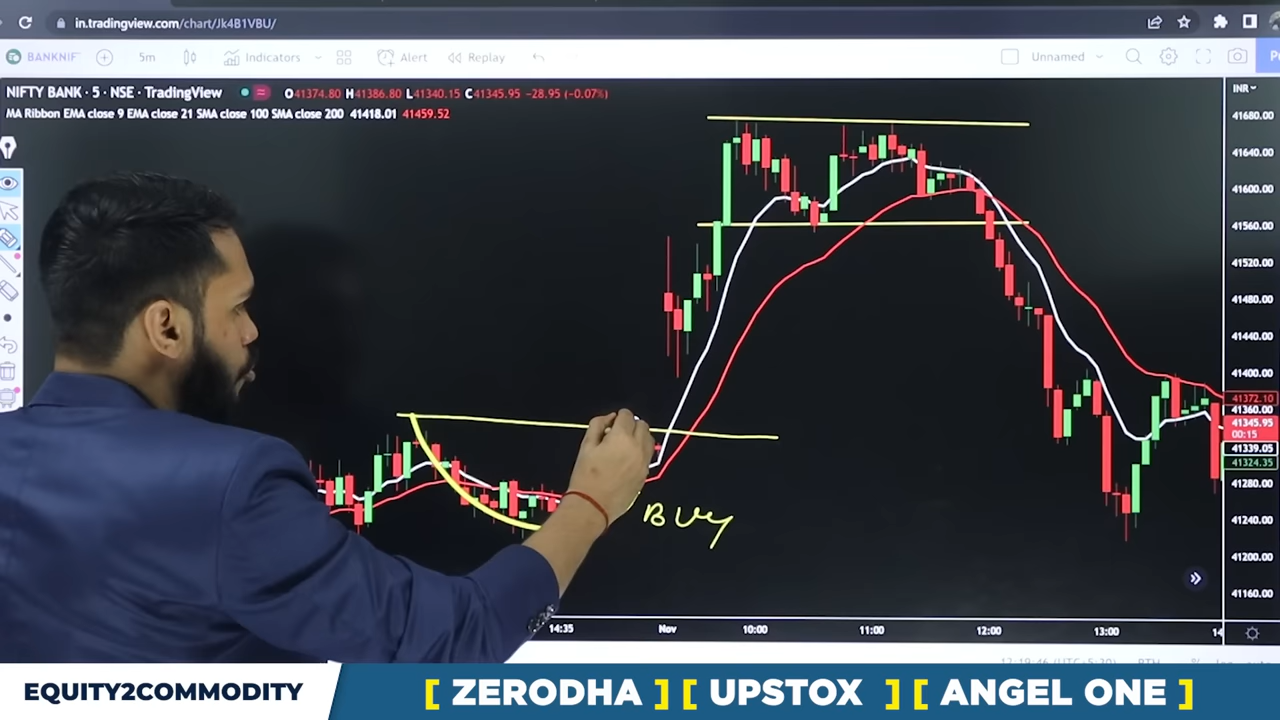 in.tradingview.com/chart/Jk4B1VBU/
BANKNIF 5m Indicators Alert Replay Unnamed
NIFTY BANK · 5 · NSE · TradingView O41374.80 H41386.80 L41340.15 C41345.95 −28.95 (−0.07%) INR
MA Ribbon EMA close 9 EMA close 21 SMA close 100 SMA close 200 41418.01 41459.52
41680.00
41640.00
41600.00
41560.00
41520.00
41480.00
41440.00
41400.00
41372.10
41360.00
41345.95
00:15
41339.05
41324.35
41280.00
41240.00
41200.00
41160.00
BUY
14:35 Nov 10:00 11:00 12:00 13:00 14
EQUITY2COMMODITY [ ZERODHA ] [ UPSTOX ] [ ANGEL ONE ]